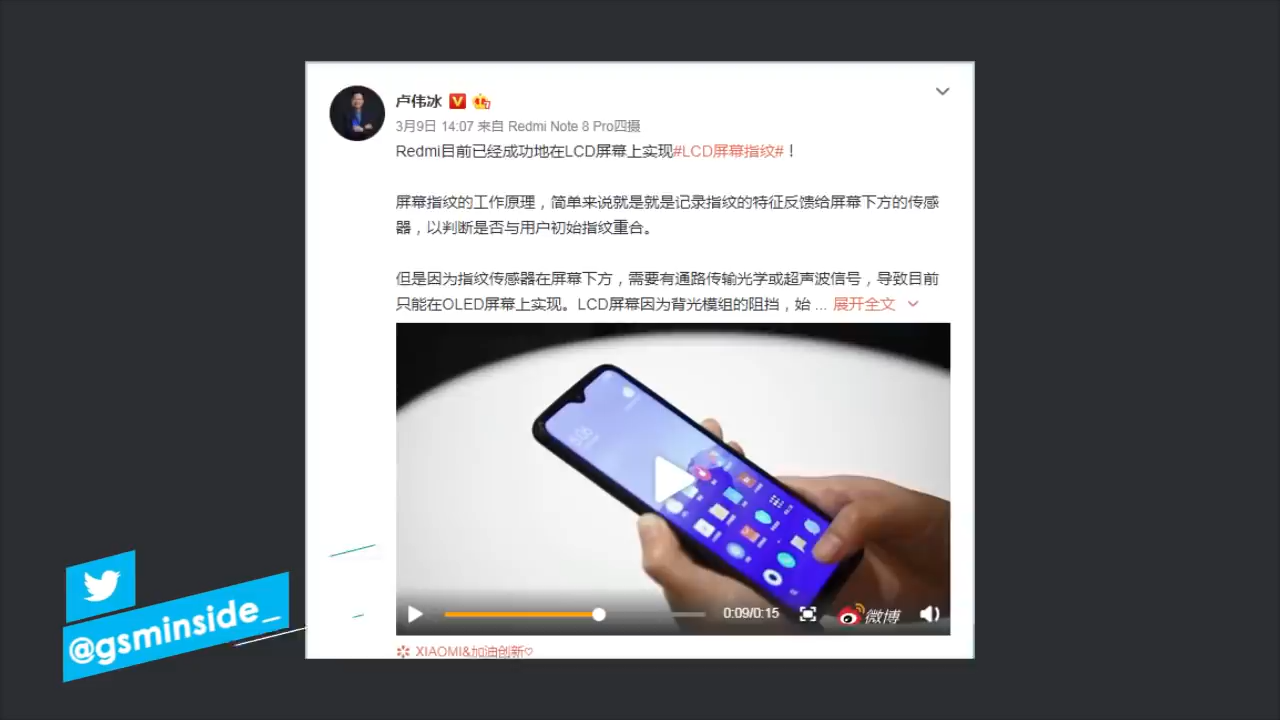 卢伟冰
3月9日 14:07 来自 Redmi Note 8 Pro四摄
Redmi目前已经成功地在LCD屏幕上实现#LCD屏幕指纹#！
屏幕指纹的工作原理，简单来说就是就是记录指纹的特征反馈给屏幕下方的传感
器，以判断是否与用户初始指纹重合。
但是因为指纹传感器在屏幕下方，需要有通路传输光学或超声波信号，导致目前
只能在OLED屏幕上实现。LCD屏幕因为背光模组的阻挡，始 ... 展开全文
0:09/0:15
微博
XIAOMI&加油创新♡
@gsminside_